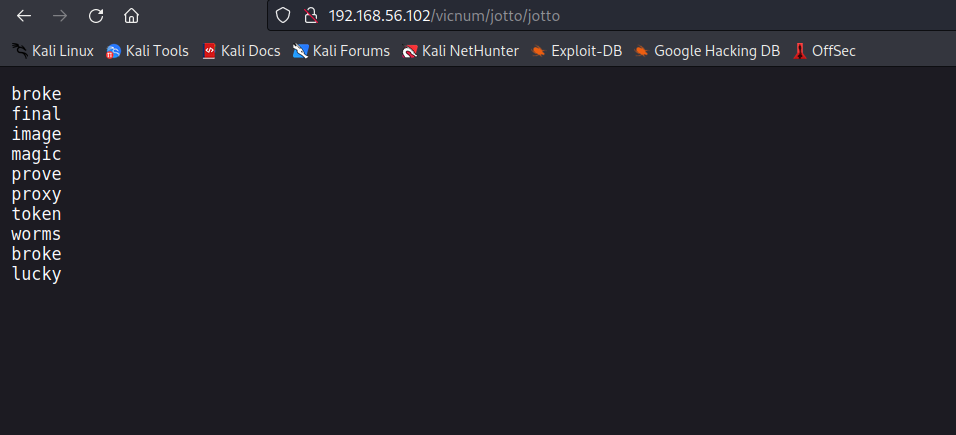 192.168.56.102/vicnum/jotto/jotto
Kali Linux Kali Tools Kali Docs Kali Forums Kali NetHunter Exploit-DB Google Hacking DB OffSec
broke
final
image
magic
prove
proxy
token
worms
broke
lucky